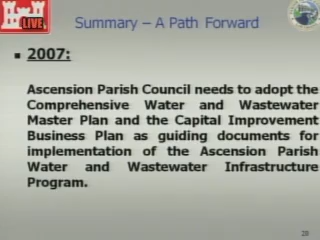 LIVE
Summary – A Path Forward
2007:
Ascension Parish Council needs to adopt the
Comprehensive Water and Wastewater
Master Plan and the Capital Improvement
Business Plan as guiding documents for
implementation of the Ascension Parish
Water and Wastewater Infrastructure
Program.
20